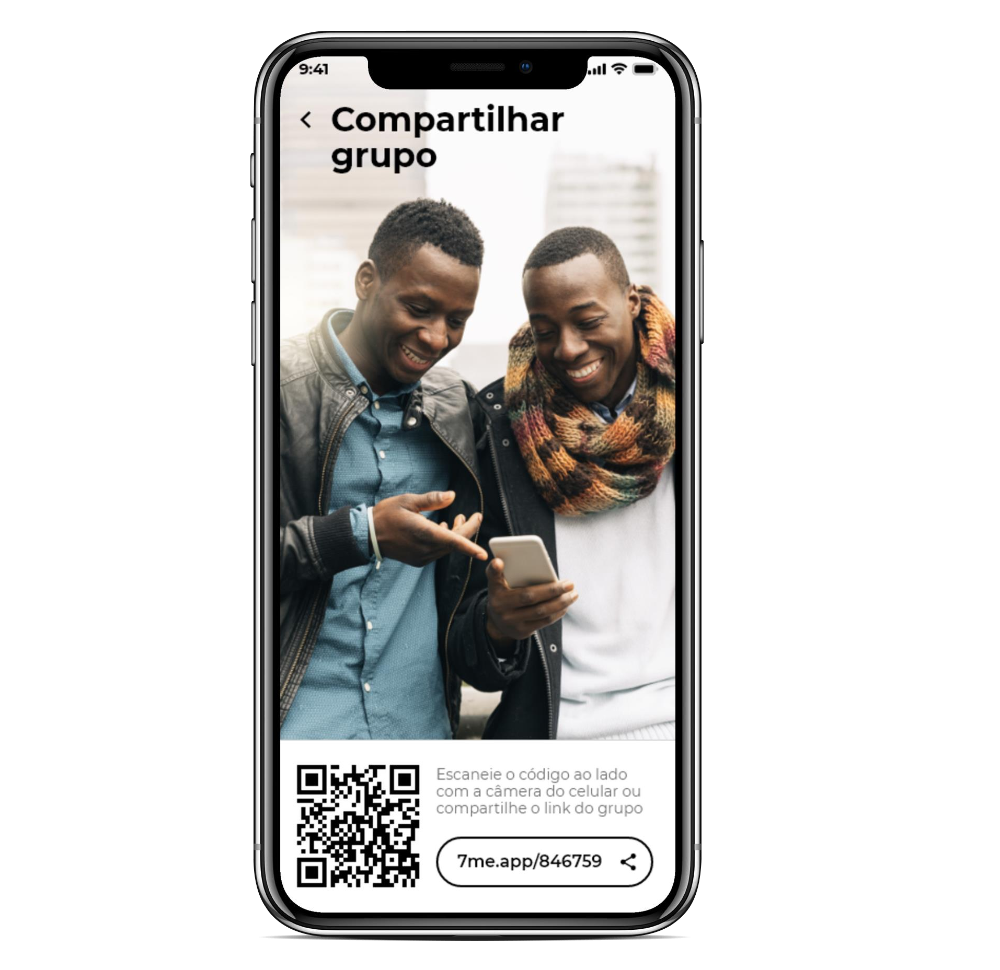 9:41
Compartilhar
grupo
Escaneie o código ao lado
com a câmera do celular ou
compartilhe o link do grupo
7me.app/846759